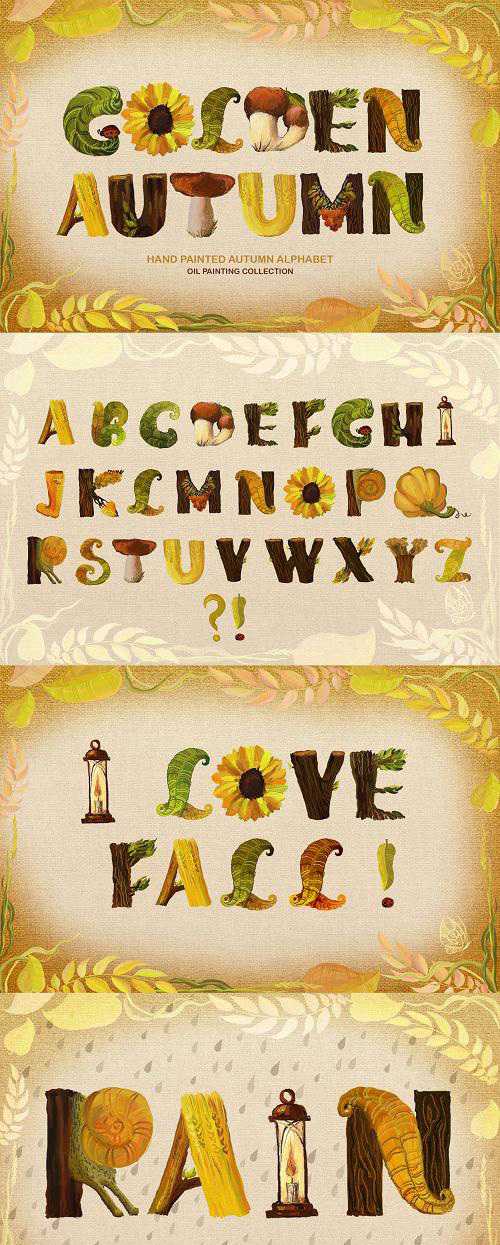 GOLDEN
AUTUMN
HAND PAINTED AUTUMN ALPHABET
OIL PAINTING COLLECTION
ABCDEFGHI
JKLMNOPQ
RSTUVWXYZ
?!
I LOVE
FALL!
RAIN